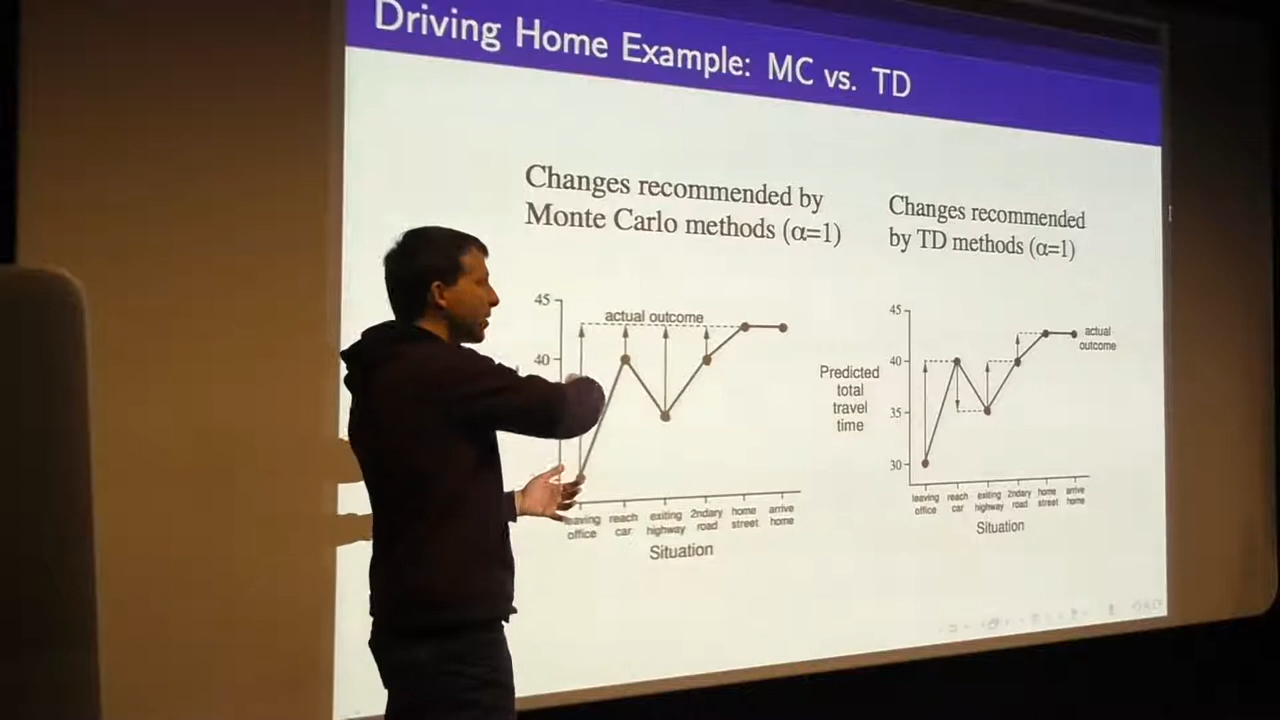 Driving Home Example: MC vs. TD
Changes recommended by
Monte Carlo methods (α=1)
45
40
actual outcome
leaving
office
reach
car
exiting
highway
2ndary
road
home
street
arrive
home
Situation
Changes recommended
by TD methods (α=1)
Predicted
total
travel
time
45
40
35
30
actual
outcome
leaving
office
reach
car
exiting
highway
2ndary
road
home
street
arrive
home
Situation